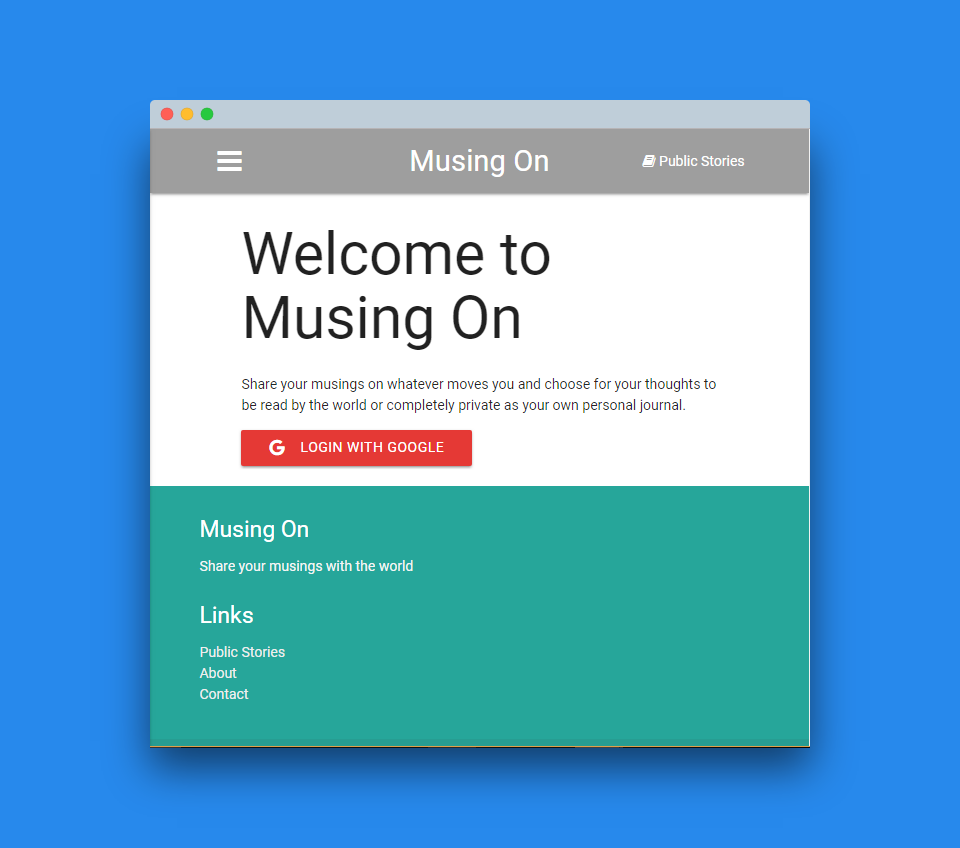 Musing On
Public Stories
Welcome to
Musing On
Share your musings on whatever moves you and choose for your thoughts to
be read by the world or completely private as your own personal journal.
G LOGIN WITH GOOGLE
Musing On
Share your musings with the world
Links
Public Stories
About
Contact